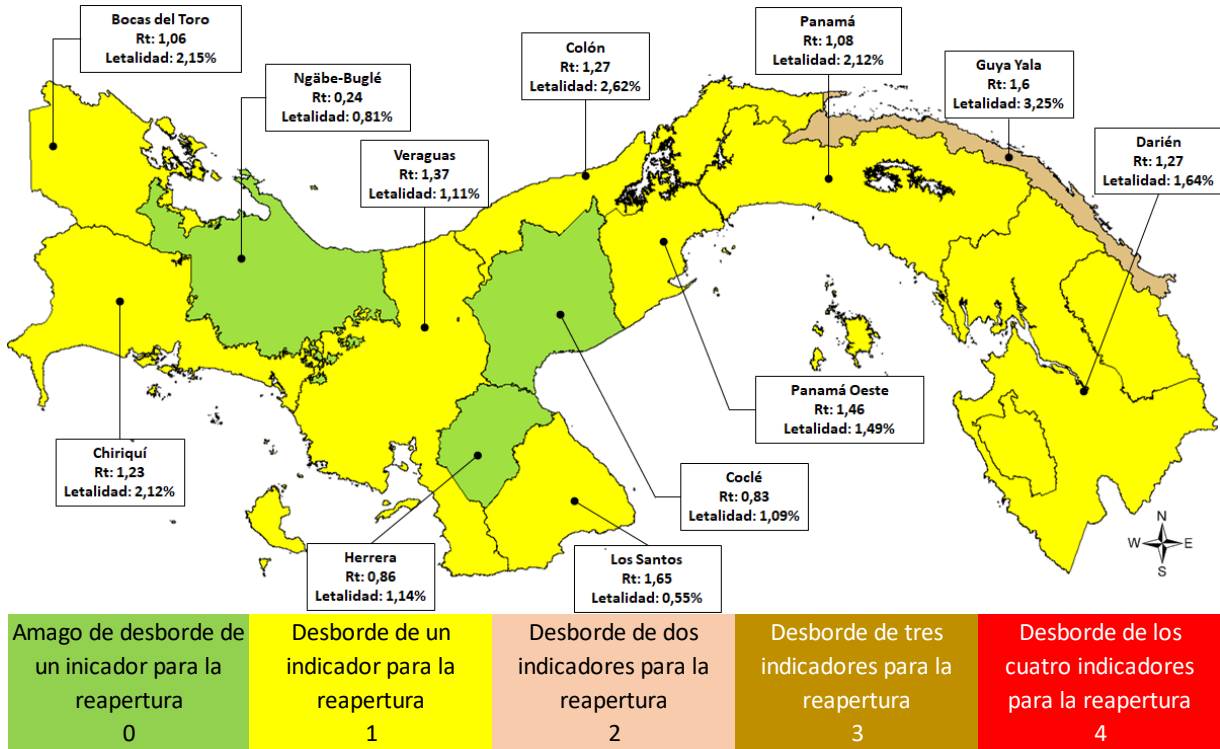 Bocas del Toro
Rt: 1,06
Letalidad: 2,15%
Ngäbe-Buglé
Rt: 0,24
Letalidad: 0,81%
Veraguas
Rt: 1,37
Letalidad: 1,11%
Colón
Rt: 1,27
Letalidad: 2,62%
Panamá
Rt: 1,08
Letalidad: 2,12%
Guya Yala
Rt: 1,6
Letalidad: 3,25%
Darién
Rt: 1,27
Letalidad: 1,64%
Chiriquí
Rt: 1,23
Letalidad: 2,12%
Herrera
Rt: 0,86
Letalidad: 1,14%
Los Santos
Rt: 1,65
Letalidad: 0,55%
Coclé
Rt: 0,83
Letalidad: 1,09%
Panamá Oeste
Rt: 1,46
Letalidad: 1,49%
N
W E
S
Amago de desborde de
un inicador para la
reapertura
0
Desborde de un
indicador para la
reapertura
1
Desborde de dos
indicadores para la
reapertura
2
Desborde de tres
indicadores para la
reapertura
3
Desborde de los
cuatro indicadores
para la reapertura
4